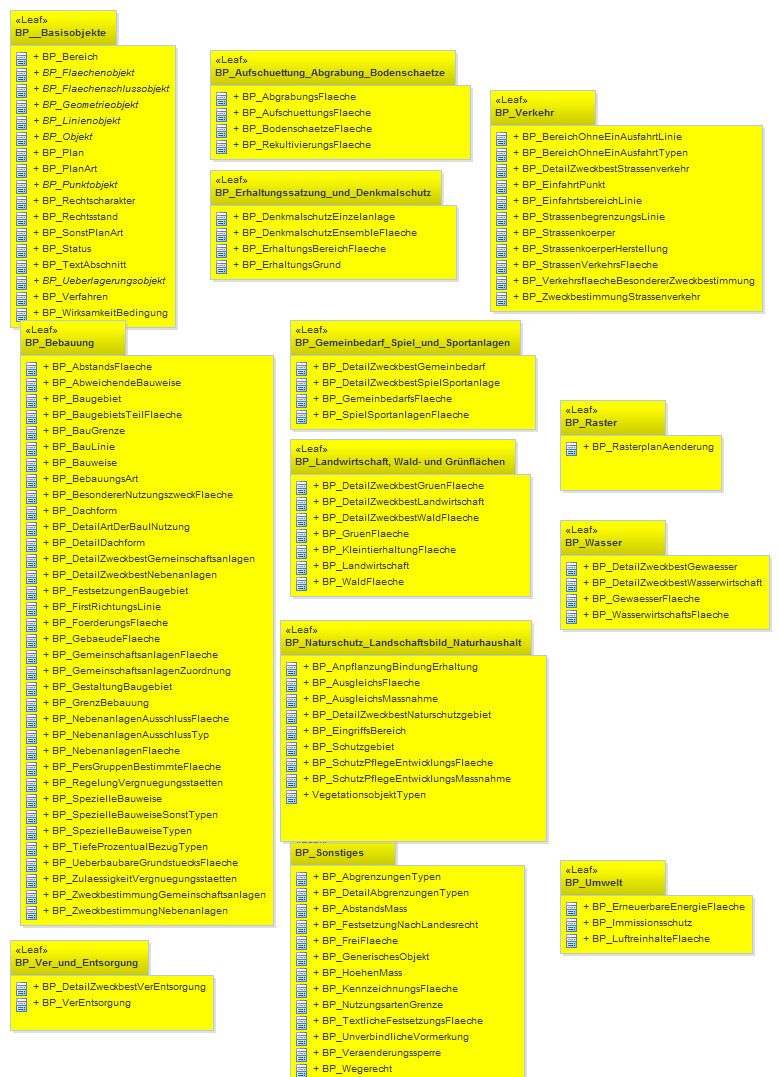 «Leaf»
BP__Basisobjekte
+ BP_Bereich
+ BP_Flaechenobjekt
+ BP_Flaechenschlussobjekt
+ BP_Geometrieobjekt
+ BP_Linienobjekt
+ BP_Objekt
+ BP_Plan
+ BP_PlanArt
+ BP_Punktobjekt
+ BP_Rechtscharakter
+ BP_Rechtsstand
+ BP_SonstPlanArt
+ BP_Status
+ BP_TextAbschnitt
+ BP_Ueberlagerungsobjekt
+ BP_Verfahren
+ BP_WirksamkeitBedingung
«Leaf»
BP_Aufschuettung_Abgrabung_Bodenschaetze
+ BP_AbgrabungsFlaeche
+ BP_AufschuettungsFlaeche
+ BP_BodenschaetzeFlaeche
+ BP_RekultivierungsFlaeche
«Leaf»
BP_Erhaltungssatzung_und_Denkmalschutz
+ BP_DenkmalschutzEinzelanlage
+ BP_DenkmalschutzEnsembleFlaeche
+ BP_ErhaltungsBereichFlaeche
+ BP_ErhaltungsGrund
«Leaf»
BP_Verkehr
+ BP_BereichOhneEinAusfahrtLinie
+ BP_BereichOhneEinAusfahrtTypen
+ BP_DetailZweckbestStrassenverkehr
+ BP_EinfahrtPunkt
+ BP_EinfahrtsbereichLinie
+ BP_StrassenbegrenzungsLinie
+ BP_Strassenkoerper
+ BP_StrassenkoerperHerstellung
+ BP_StrassenVerkehrsFlaeche
+ BP_VerkehrsflaecheBesondererZweckbestimmung
+ BP_ZweckbestimmungStrassenverkehr
«Leaf»
BP_Bebauung
+ BP_AbstandsFlaeche
+ BP_AbweichendeBauweise
+ BP_Baugebiet
+ BP_BaugebietsTeilFlaeche
+ BP_BauGrenze
+ BP_BauLinie
+ BP_Bauweise
+ BP_BebauungsArt
+ BP_BesondererNutzungszweckFlaeche
+ BP_Dachform
+ BP_DetailArtDerBaulNutzung
+ BP_DetailDachform
+ BP_DetailZweckbestGemeinschaftsanlagen
+ BP_DetailZweckbestNebenanlagen
+ BP_FestsetzungenBaugebiet
+ BP_FirstRichtungsLinie
+ BP_FoerderungsFlaeche
+ BP_GebaeudeFlaeche
+ BP_GemeinschaftsanlagenFlaeche
+ BP_GemeinschaftsanlagenZuordnung
+ BP_GestaltungBaugebiet
+ BP_GrenzBebauung
+ BP_NebenanlagenAusschlussFlaeche
+ BP_NebenanlagenAusschlussTyp
+ BP_NebenanlagenFlaeche
+ BP_PersGruppenBestimmteFlaeche
+ BP_RegelungVergnuegungsstaetten
+ BP_SpezielleBauweise
+ BP_SpezielleBauweiseSonstTypen
+ BP_SpezielleBauweiseTypen
+ BP_TiefeProzentualBezugTypen
+ BP_UeberbaubareGrundstuecksFlaeche
+ BP_ZulaessigkeitVergnuegungsstaetten
+ BP_ZweckbestimmungGemeinschaftsanlagen
+ BP_ZweckbestimmungNebenanlagen
«Leaf»
BP_Gemeinbedarf_Spiel_und_Sportanlagen
+ BP_DetailZweckbestGemeinbedarf
+ BP_DetailZweckbestSpielSportanlage
+ BP_GemeinbedarfsFlaeche
+ BP_SpielSportanlagenFlaeche
«Leaf»
BP_Landwirtschaft, Wald- und Grünflächen
+ BP_DetailZweckbestGruenFlaeche
+ BP_DetailZweckbestLandwirtschaft
+ BP_DetailZweckbestWaldFlaeche
+ BP_GruenFlaeche
+ BP_KleintierhaltungFlaeche
+ BP_Landwirtschaft
+ BP_WaldFlaeche
«Leaf»
BP_Raster
+ BP_RasterplanAenderung
«Leaf»
BP_Wasser
+ BP_DetailZweckbestGewaesser
+ BP_DetailZweckbestWasserwirtschaft
+ BP_GewaesserFlaeche
+ BP_WasserwirtschaftsFlaeche
«Leaf»
BP_Naturschutz_Landschaftsbild_Naturhaushalt
+ BP_AnpflanzungBindungErhaltung
+ BP_AusgleichsFlaeche
+ BP_AusgleichsMassnahme
+ BP_DetailZweckbestNaturschutzgebiet
+ BP_EingriffsBereich
+ BP_Schutzgebiet
+ BP_SchutzPflegeEntwicklungsFlaeche
+ BP_SchutzPflegeEntwicklungsMassnahme
+ VegetationsobjektTypen
«Leaf»
BP_Sonstiges
+ BP_AbgrenzungenTypen
+ BP_DetailAbgrenzungenTypen
+ BP_AbstandsMass
+ BP_FestsetzungNachLandesrecht
+ BP_FreiFlaeche
+ BP_GenerischesObjekt
+ BP_HoehenMass
+ BP_KennzeichnungsFlaeche
+ BP_NutzungsartenGrenze
+ BP_TextlicheFestsetzungsFlaeche
+ BP_UnverbindlicheVormerkung
+ BP_Veraenderungssperre
+ BP_Wegerecht
«Leaf»
BP_Umwelt
+ BP_ErneuerbareEnergieFlaeche
+ BP_Immissionsschutz
+ BP_LuftreinhalteFlaeche
«Leaf»
BP_Ver_und_Entsorgung
+ BP_DetailZweckbestVerEntsorgung
+ BP_VerEntsorgung